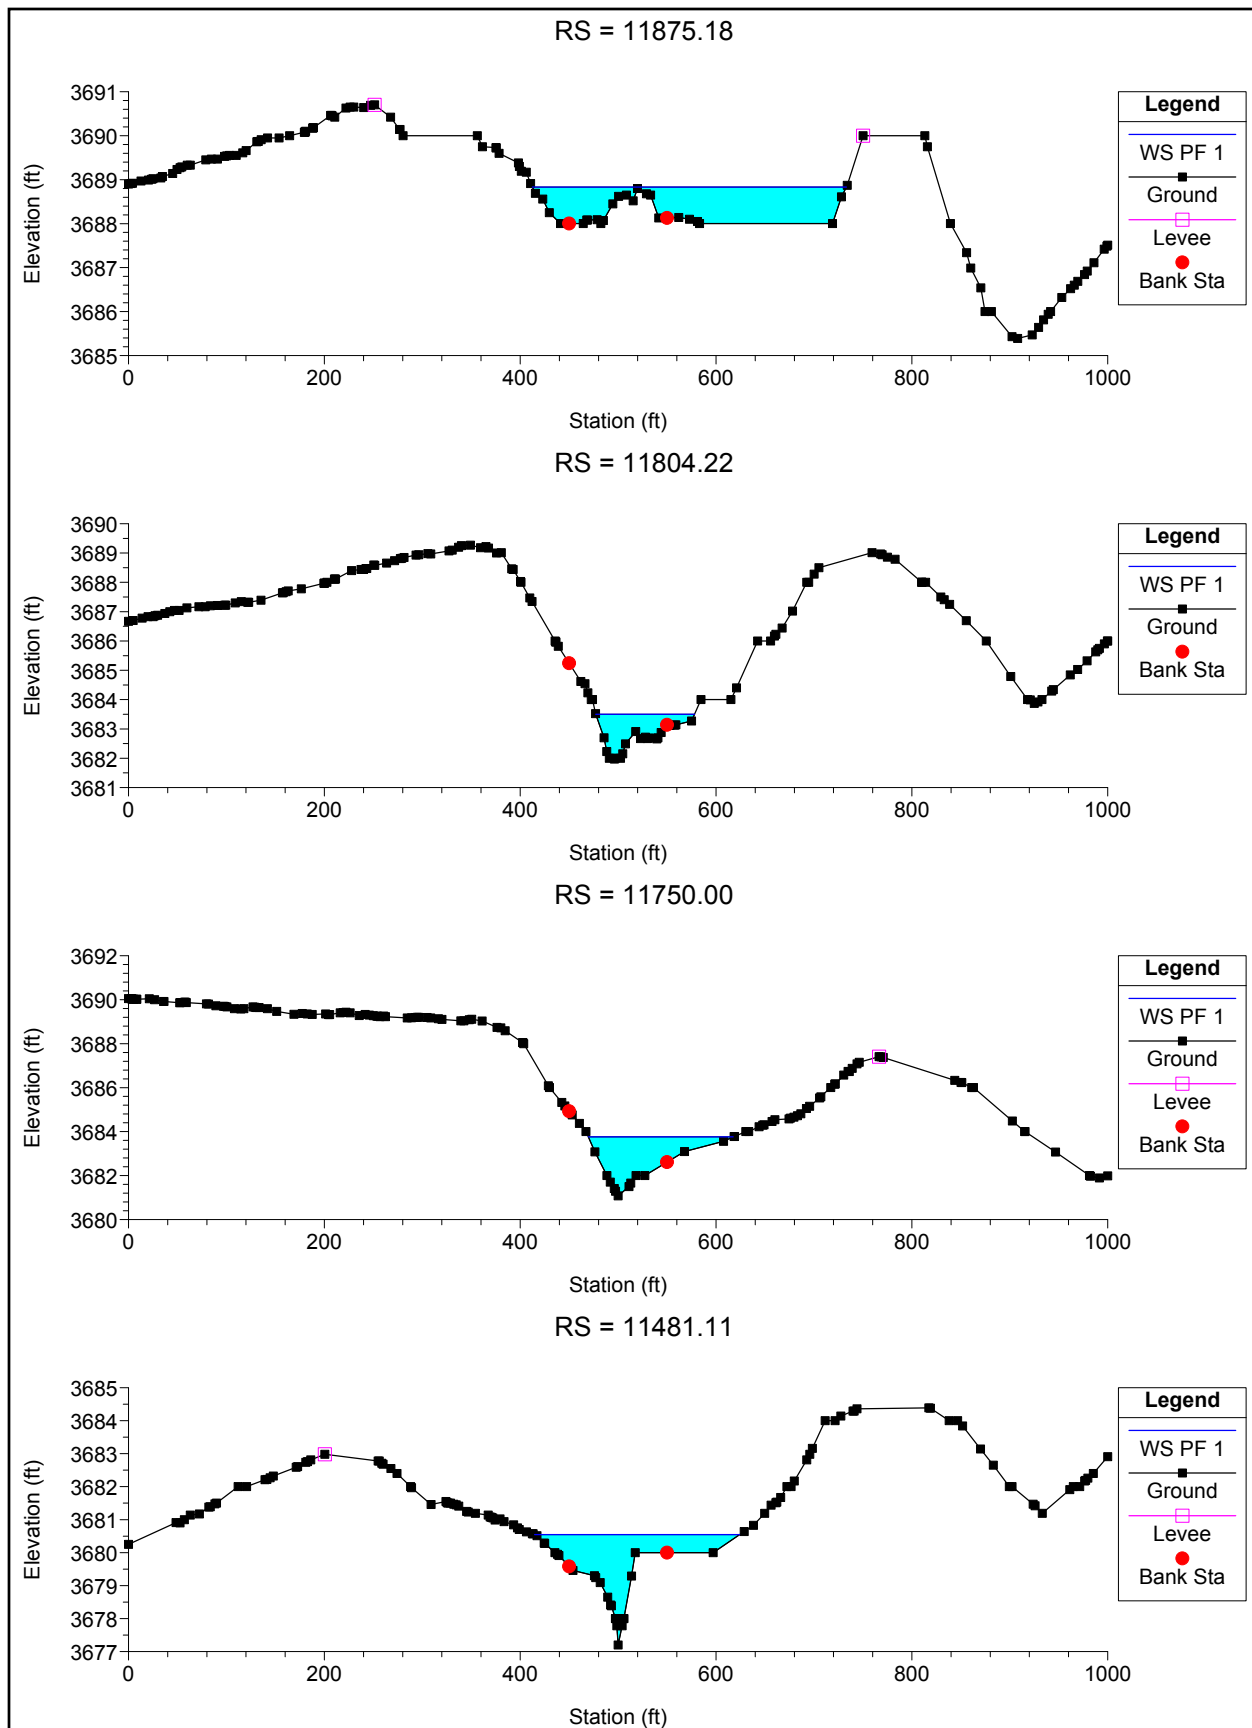 RS = 11875.18
3691
3690
3689
3688
3687
3686
3685
Elevation (ft)
0 200 400 600 800 1000
Station (ft)
Legend
WS PF 1
Ground
Levee
Bank Sta
RS = 11804.22
3690
3689
3688
3687
3686
3685
3684
3683
3682
3681
Elevation (ft)
0 200 400 600 800 1000
Station (ft)
Legend
WS PF 1
Ground
Bank Sta
RS = 11750.00
3692
3690
3688
3686
3684
3682
3680
Elevation (ft)
0 200 400 600 800 1000
Station (ft)
Legend
WS PF 1
Ground
Levee
Bank Sta
RS = 11481.11
3685
3684
3683
3682
3681
3680
3679
3678
3677
Elevation (ft)
0 200 400 600 800 1000
Station (ft)
Legend
WS PF 1
Ground
Levee
Bank Sta